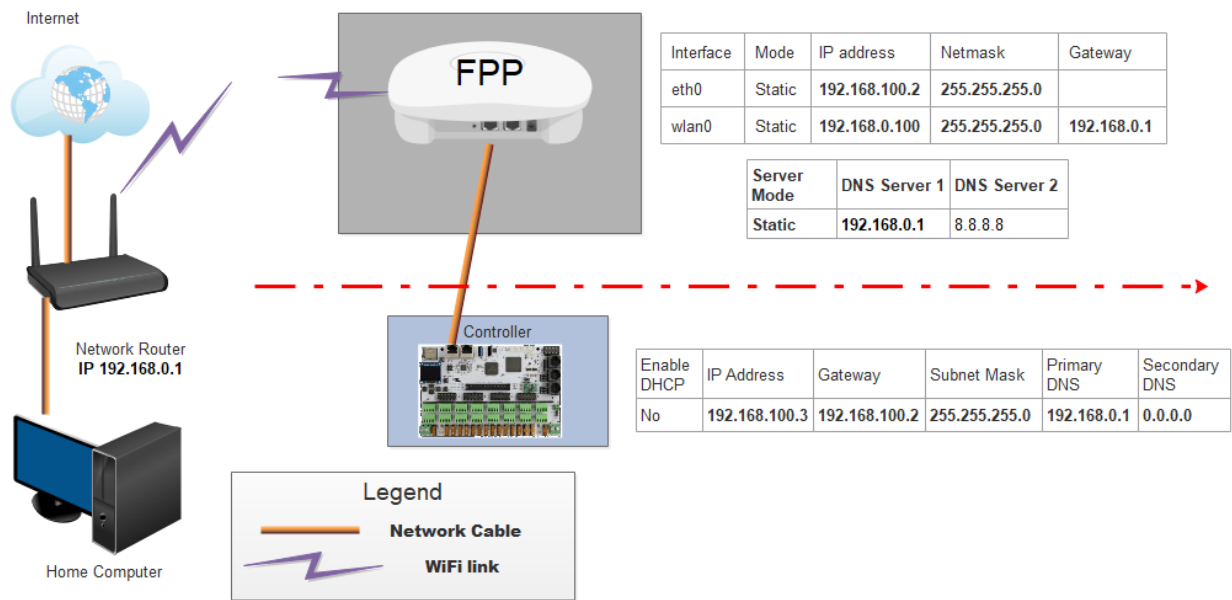 Internet
FPP
Interface Mode IP address Netmask Gateway
eth0 Static 192.168.100.2 255.255.255.0
wlan0 Static 192.168.0.100 255.255.255.0 192.168.0.1
Server
Mode DNS Server 1 DNS Server 2
Static 192.168.0.1 8.8.8.8
Network Router
IP 192.168.0.1
Controller
Enable
DHCP IP Address Gateway Subnet Mask Primary
DNS Secondary
DNS
No 192.168.100.3 192.168.100.2 255.255.255.0 192.168.0.1 0.0.0.0
Home Computer
Legend
Network Cable
WiFi link